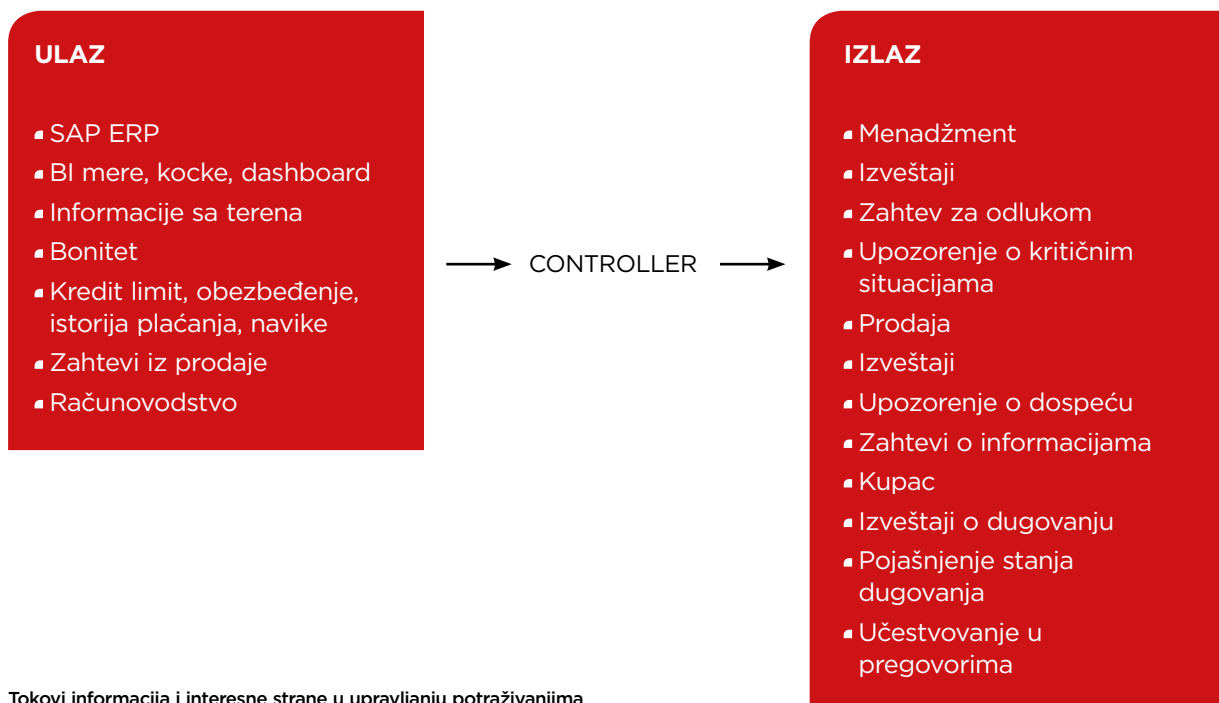 ULAZ
SAP ERP
BI mere, kocke, dashboard
Informacije sa terena
Bonitet
Kredit limit, obezbeđenje,
istorija plaćanja, navike
Zahtevi iz prodaje
Računovodstvo
CONTROLLER
IZLAZ
Menadžment
Izveštaji
Zahtev za odlukom
Upozorenje o kritičnim
situacijama
Prodaja
Izveštaji
Upozorenje o dospeću
Zahtevi o informacijama
Kupac
Izveštaji o dugovanju
Pojašnjenje stanja
dugovanja
Učestvovanje u
pregovorima
Tokovi informacija i interesne strane u upravljanju potraživanjima